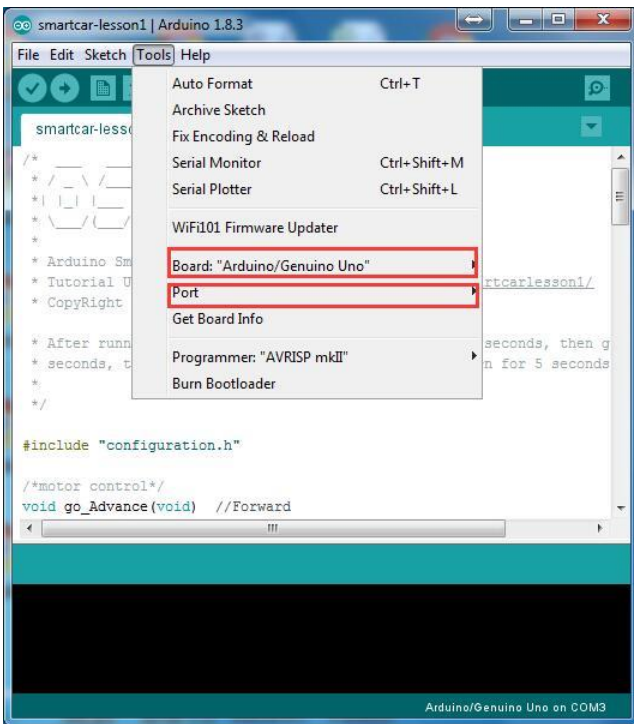 smartcar-lesson1 | Arduino 1.8.3
File Edit Sketch Tools Help
Auto Format Ctrl+T
Archive Sketch
smartcar-lesso
Fix Encoding & Reload
Serial Monitor Ctrl+Shift+M
Serial Plotter Ctrl+Shift+L
WiFi101 Firmware Updater
Board: "Arduino/Genuino Uno"
Port
Get Board Info
Programmer: "AVRISP mkII"
Burn Bootloader
/*
* / _ \ /
*| |_| |
* \___/(
*
* Arduino Sm
* Tutorial U rtcarlesson1/
* CopyRight
* After runn seconds, then g
* seconds, t n for 5 seconds
*
*/
#include "configuration.h"
/*motor control*/
void go_Advance(void) //Forward
Arduino/Genuino Uno on COM3